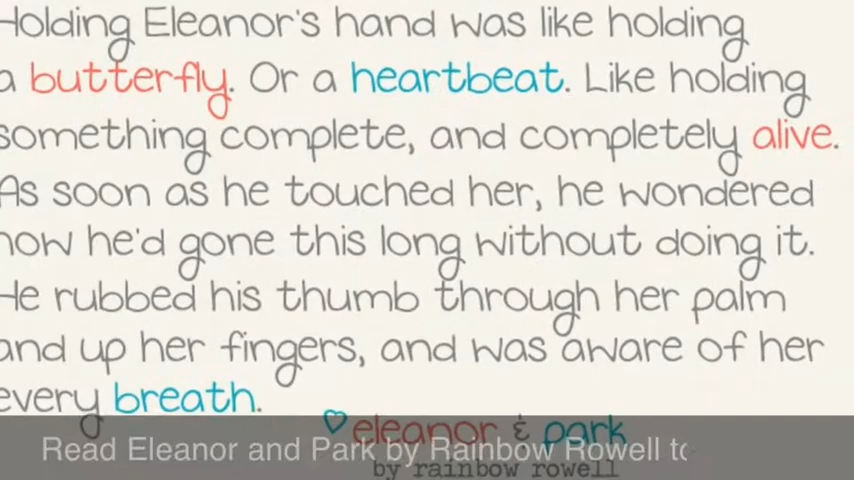 Holding Eleanor's hand was like holding
a butterfly. Or a heartbeat. Like holding
something complete, and completely alive.
As soon as he touched her, he wondered
how he'd gone this long without doing it.
He rubbed his thumb through her palm
and up her fingers, and was aware of her
every breath.
eleanor & park
Read Eleanor and Park by Rainbow Rowell to
by rainbow rowell